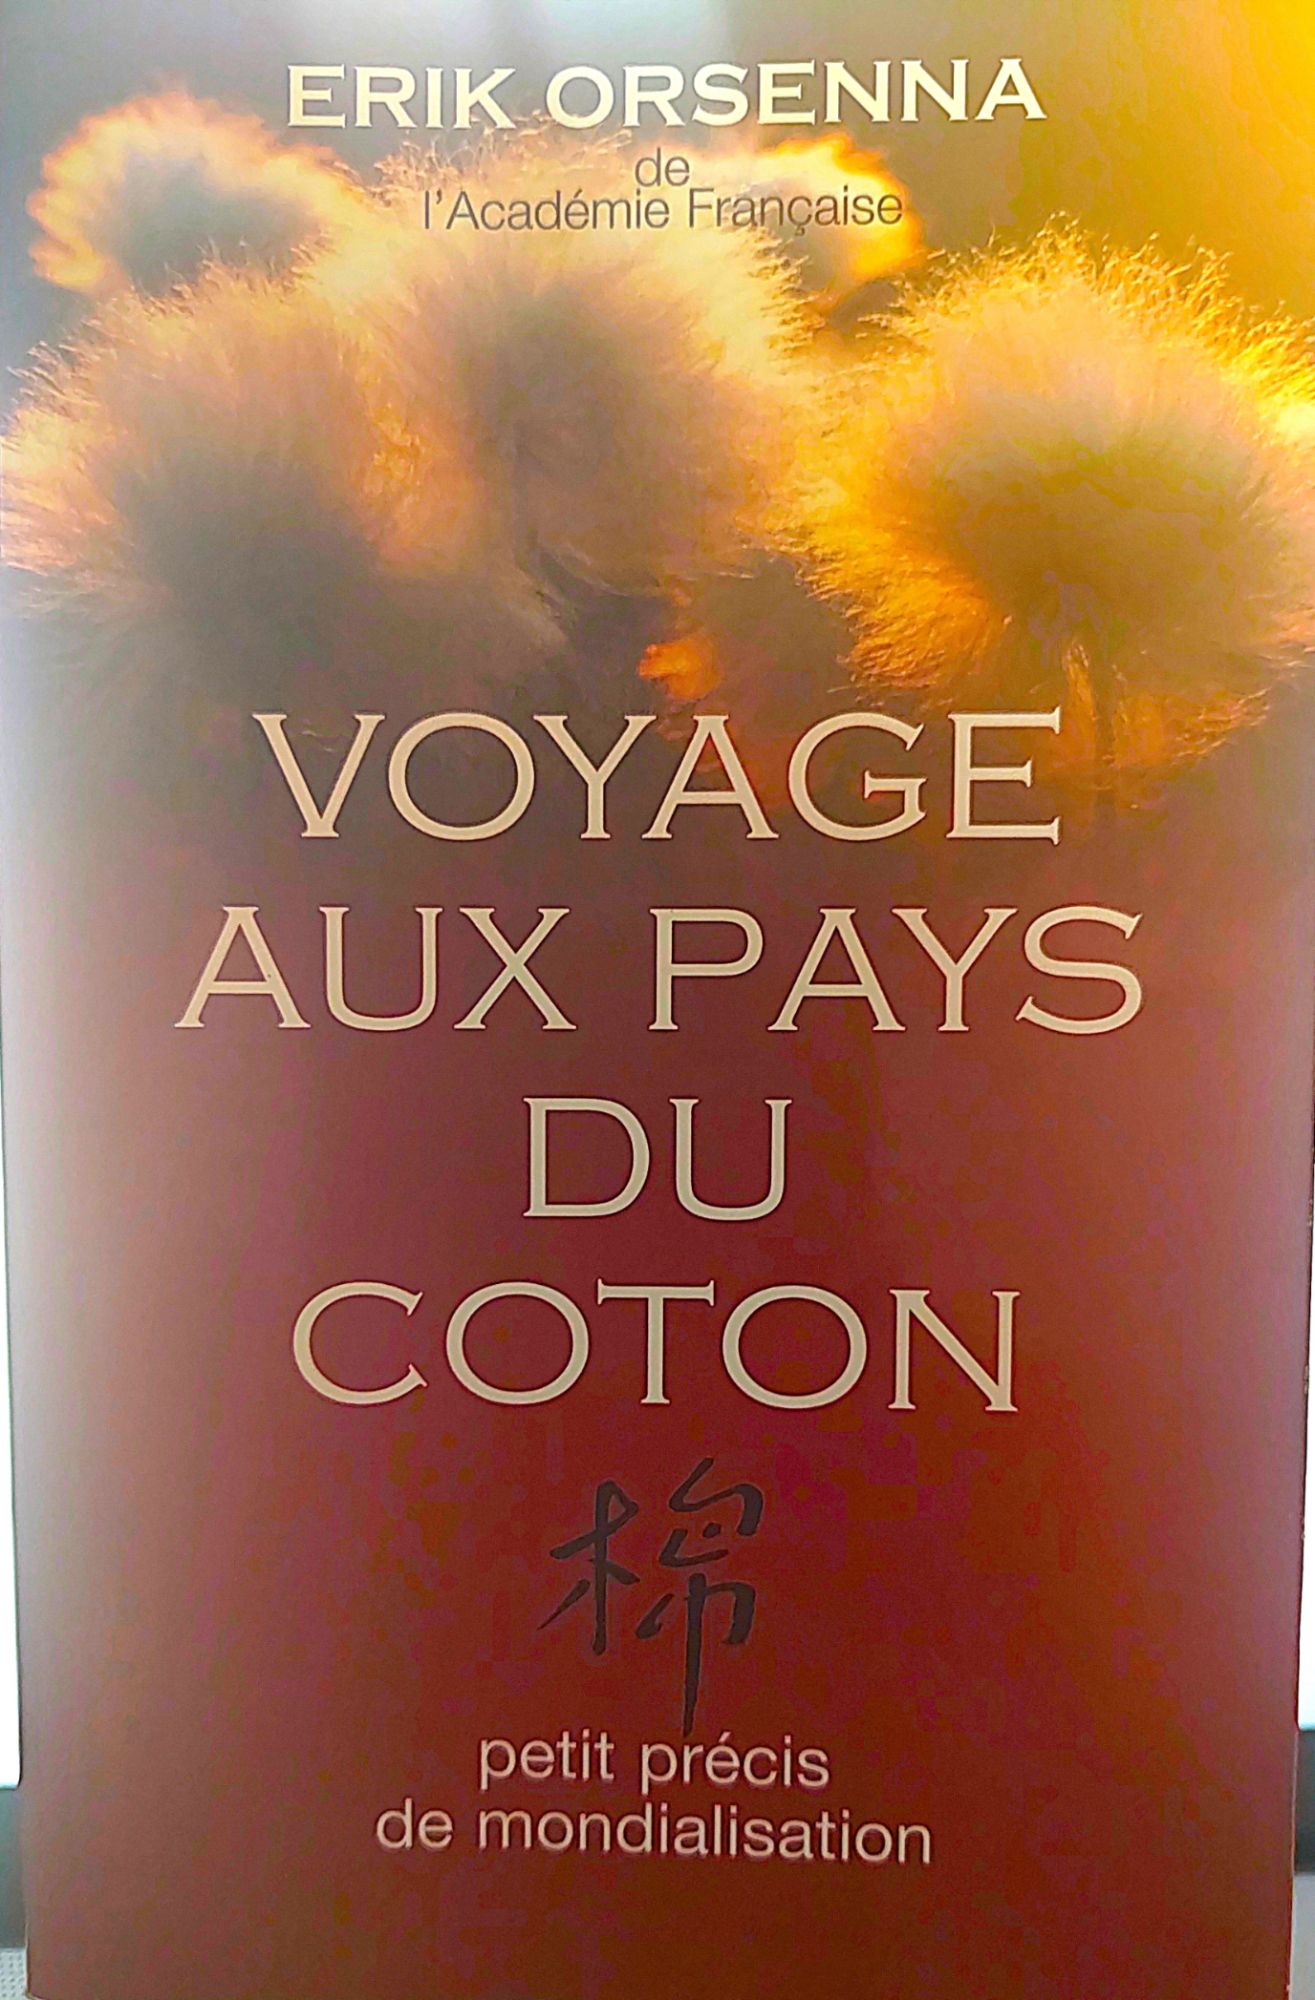 ERIK ORSENNA
de
l'Académie Française
VOYAGE
AUX PAYS
DU
COTON
棉
petit précis
de mondialisation